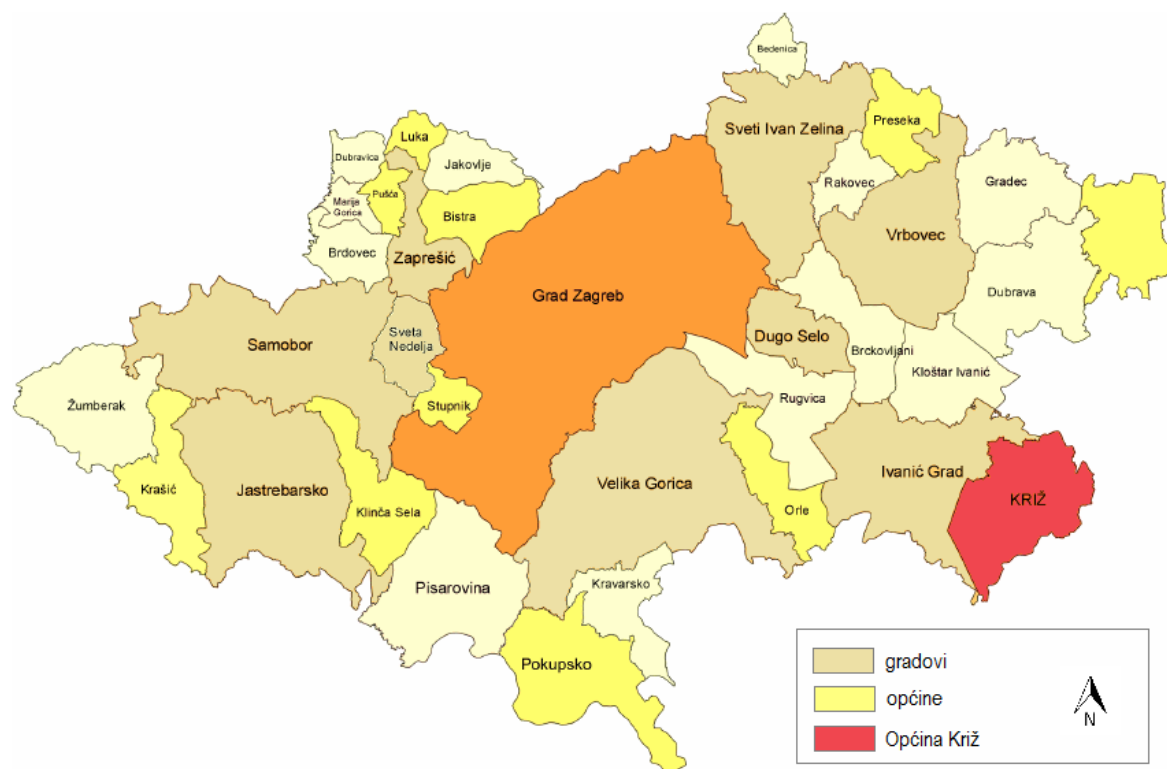 Bedenica
Sveti Ivan Zelina
Preseka
Luka
Dubravica
Jakovlje
Rakovec
Gradec
Pušća
Marija
Gorica
Bistra
Vrbovec
Brdovec
Zaprešić
Grad Zagreb
Dubrava
Sveta
Nedelja
Samobor
Dugo Selo
Brckovljani
Kloštar Ivanić
Žumberak
Stupnik
Rugvica
Krašić
Jastrebarsko
Klinča Sela
Velika Gorica
Orle
Ivanić Grad
KRIŽ
Pisarovina
Kravarsko
Pokupsko
gradovi
općine
Općina Križ
N